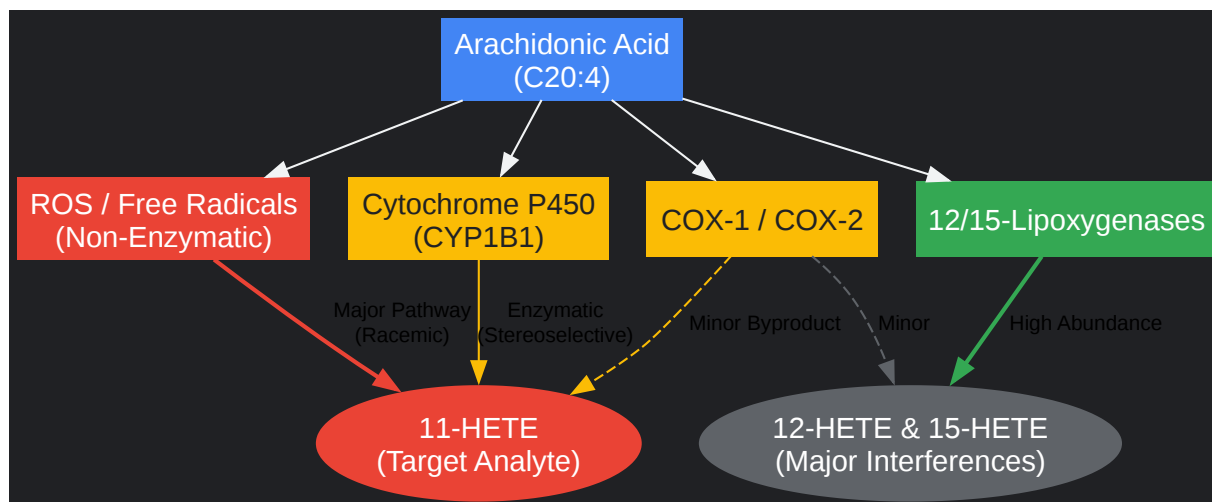 Arachidonic Acid
(C20:4)
ROS / Free Radicals
(Non-Enzymatic)
Cytochrome P450
(CYP1B1)
COX-1 / COX-2
12/15-Lipoxygenases
Major Pathway
(Racemic)
Enzymatic
(Stereoselective)
Minor Byproduct
Minor
High Abundance
11-HETE
(Target Analyte)
12-HETE & 15-HETE
(Major Interferences)